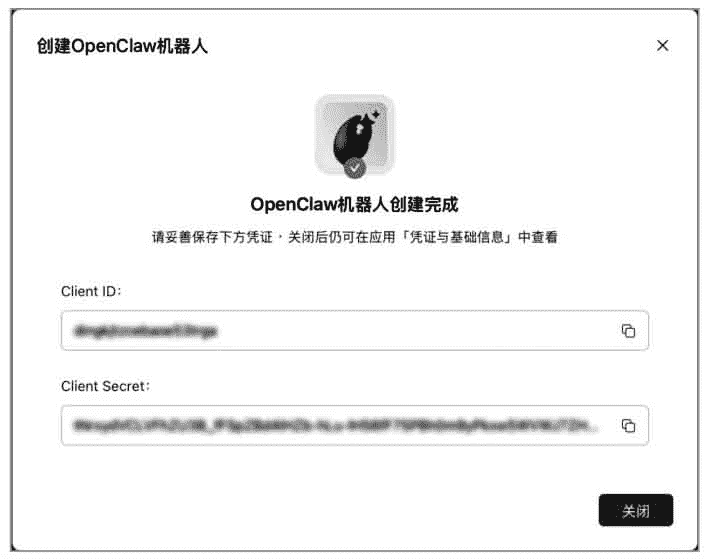 创建OpenClaw机器人
OpenClaw机器人创建完成
请妥善保存下方凭证，关闭后仍可在应用「凭证与基础信息」中查看
Client ID：
Client Secret：
关闭